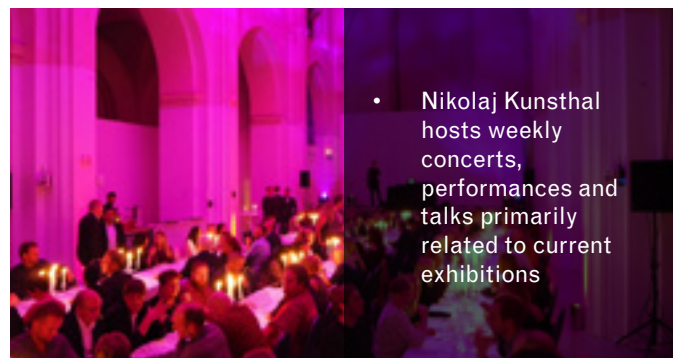 • Nikolaj Kunsthal
hosts weekly
concerts,
performances and
talks primarily
related to current
exhibitions